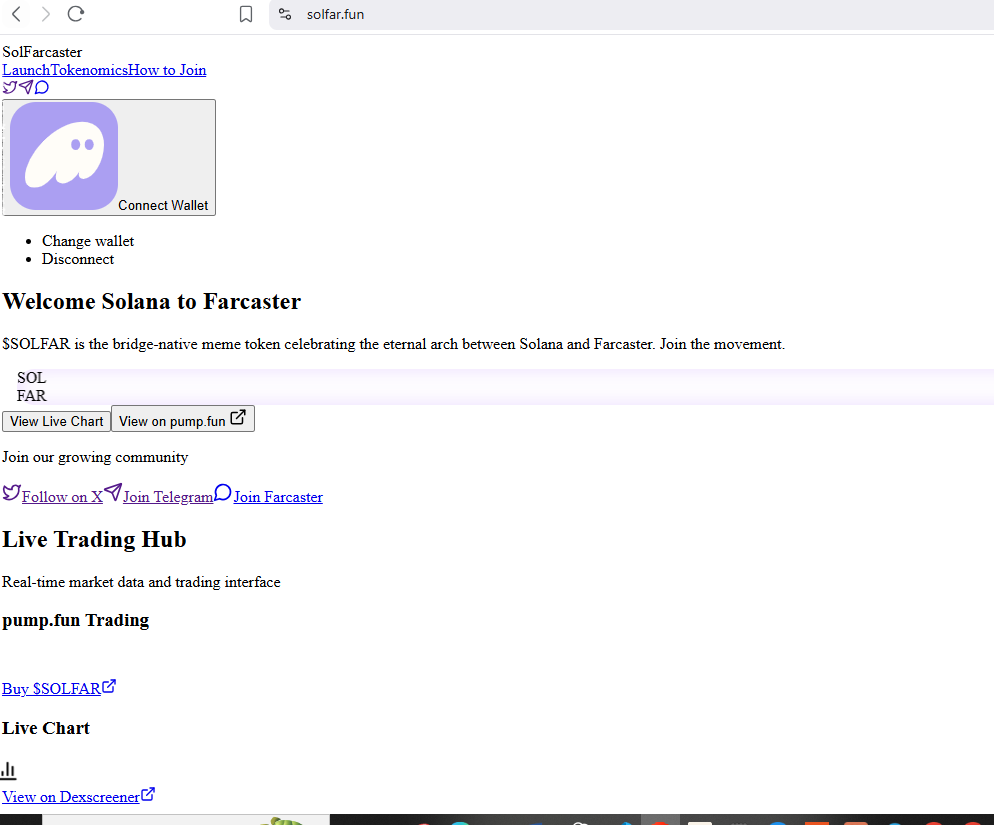 solfar.fun
SolFarcaster
LaunchTokenomicsHow to Join
Connect Wallet
Change wallet
Disconnect
Welcome Solana to Farcaster
$SOLFAR is the bridge-native meme token celebrating the eternal arch between Solana and Farcaster. Join the movement.
SOL
FAR
View Live Chart View on pump.fun
Join our growing community
Follow on X Join Telegram Join Farcaster
Live Trading Hub
Real-time market data and trading interface
pump.fun Trading
Buy $SOLFAR
Live Chart
View on Dexscreener